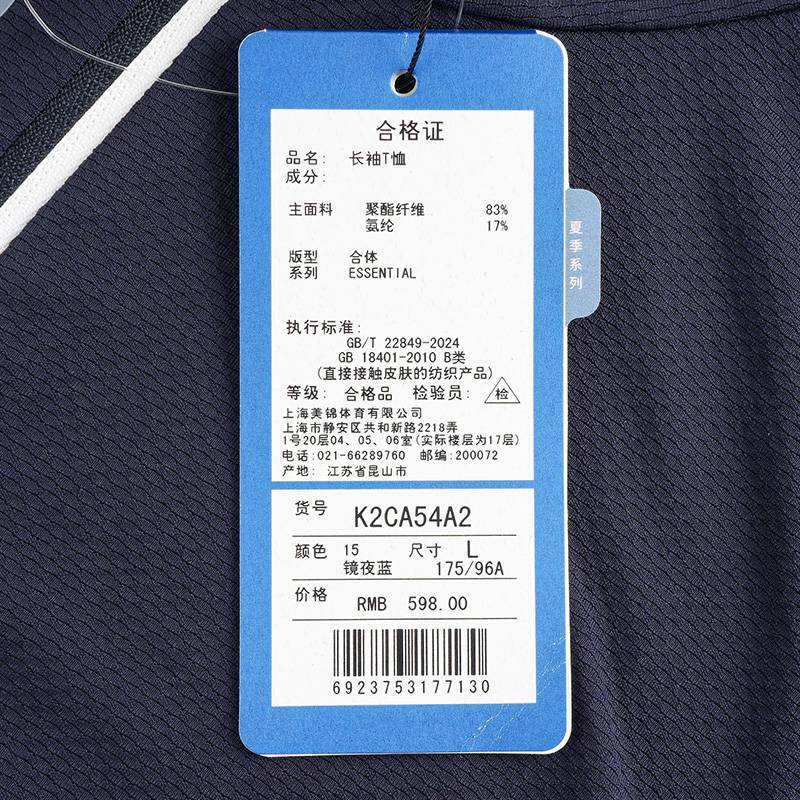 合格证
品名: 长袖T恤
成分:
主面料 聚酯纤维 83%
氨纶 17%
版型 合体
系列 ESSENTIAL
夏季系列
执行标准:
GB/T 22849-2024
GB 18401-2010 B类
(直接接触皮肤的纺织产品)
等级: 合格品 检验员: 检
上海美锦体育有限公司
上海市静安区共和新路2218弄
1号20层04、05、06室(实际楼层为17层)
电话:021-66289760 邮编:200072
产地: 江苏省昆山市
货号 K2CA54A2
颜色 15 尺寸 L
镜夜蓝 175/96A
价格 RMB 598.00
6923753177130